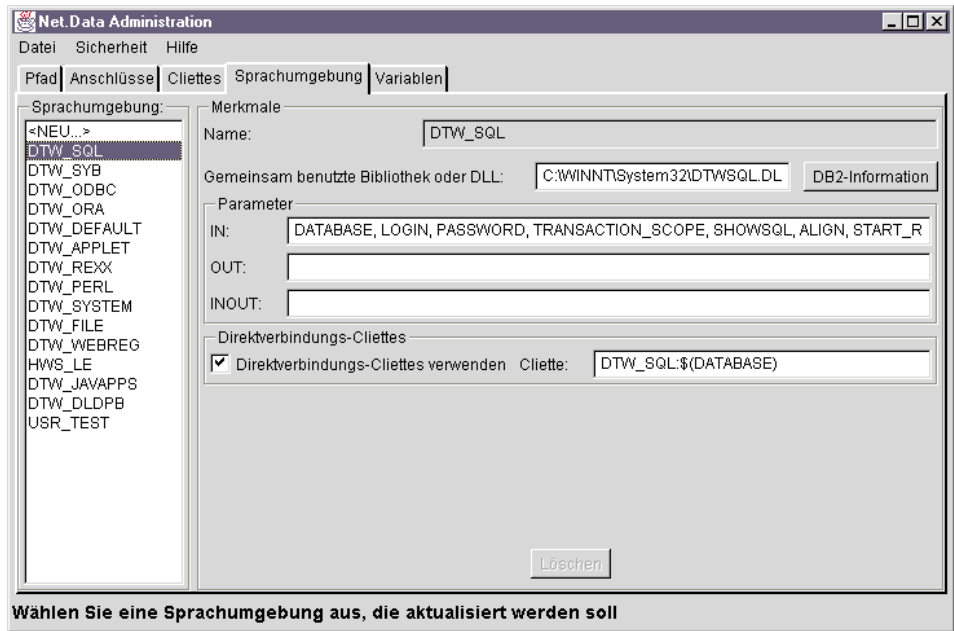 Net.Data Administration
Datei Sicherheit Hilfe
Pfad Anschlüsse Cliettes Sprachumgebung Variablen
Sprachumgebung:
<NEU...>
DTW_SQL
DTW_SYB
DTW_ODBC
DTW_ORA
DTW_DEFAULT
DTW_APPLET
DTW_REXX
DTW_PERL
DTW_SYSTEM
DTW_FILE
DTW_WEBREG
HWS_LE
DTW_JAVAPPS
DTW_DLDPB
USR_TEST
Merkmale
Name: DTW_SQL
Gemeinsam benutzte Bibliothek oder DLL: C:\WINNT\System32\DTWSQL.DL DB2-Information
Parameter
IN: DATABASE, LOGIN, PASSWORD, TRANSACTION_SCOPE, SHOWSQL, ALIGN, START_R
OUT:
INOUT:
Direktverbindungs-Cliettes
Direktverbindungs-Cliettes verwenden Cliette: DTW_SQL:$(DATABASE)
Löschen
Wählen Sie eine Sprachumgebung aus, die aktualisiert werden soll